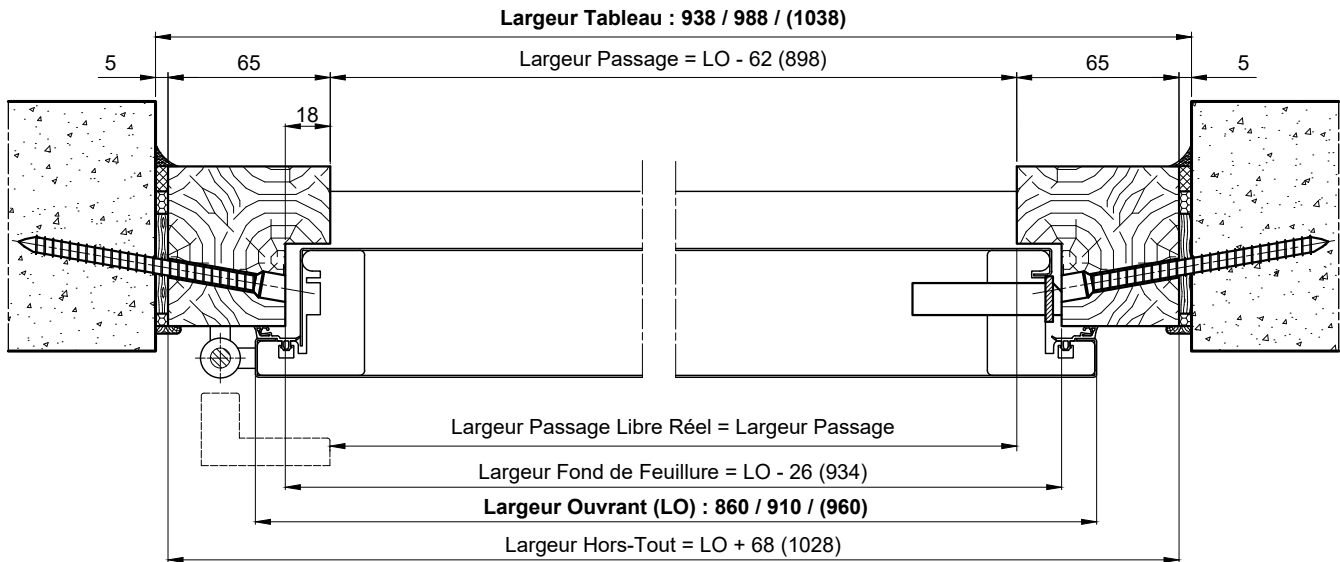 Largeur Tableau : 938 / 988 / (1038)
Largeur Passage = LO - 62 (898)
5
65
65
5
18
Largeur Passage Libre Réel = Largeur Passage
Largeur Fond de Feuillure = LO - 26 (934)
Largeur Ouvrant (LO) : 860 / 910 / (960)
Largeur Hors-Tout = LO + 68 (1028)